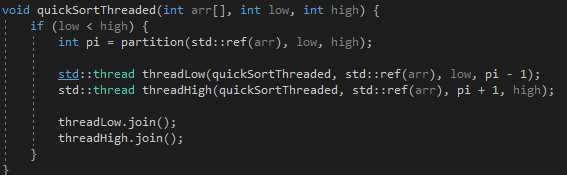 void quickSortThreaded(int arr[], int low, int high) {
if (low < high) {
int pi = partition(std::ref(arr), low, high);
std::thread threadLow(quickSortThreaded, std::ref(arr), low, pi - 1);
std::thread threadHigh(quickSortThreaded, std::ref(arr), pi + 1, high);
threadLow.join();
threadHigh.join();
}
}